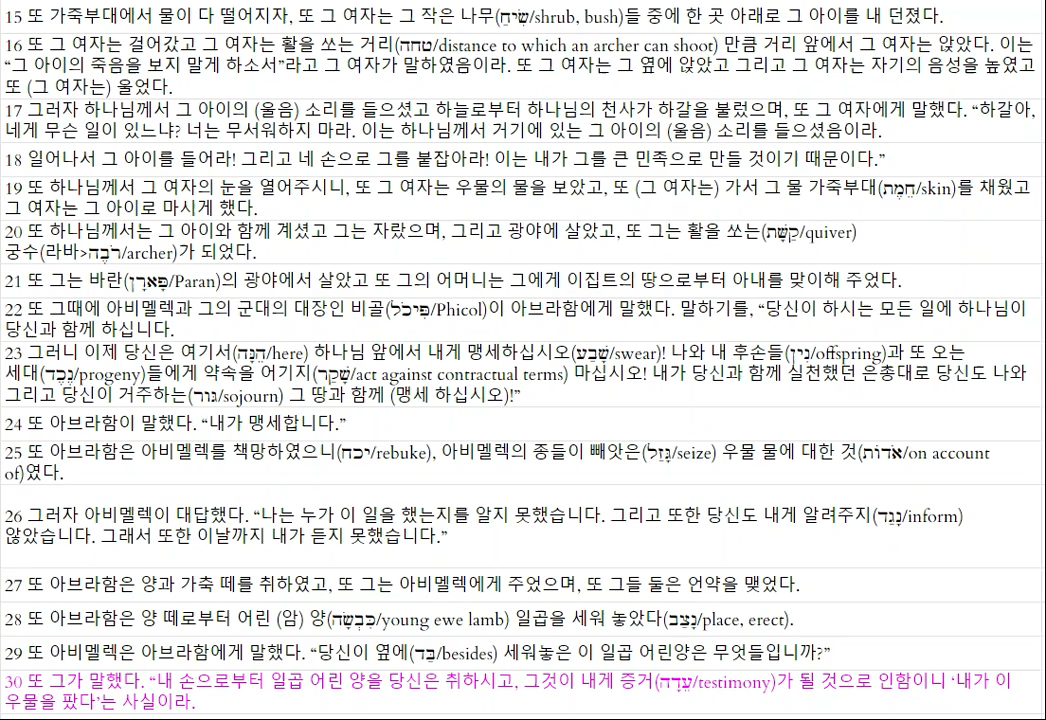 15 또 가죽부대에서 물이 다 떨어지자, 또 그 여자는 그 작은 나무(שִׂיחַ/shrub, bush)들 중에 한 곳 아래로 그 아이를 내 던졌다.
16 또 그 여자는 걸어갔고 그 여자는 활을 쏘는 거리(טחה/distance to which an archer can shoot) 만큼 거리 앞에서 그 여자는 앉았다. 이는
“그 아이의 죽음을 보지 말게 하소서”라고 그 여자가 말하였음이라. 또 그 여자는 그 옆에 앉았고 그리고 그 여자는 자기의 음성을 높였고
또 (그 여자는) 울었다.
17 그러자 하나님께서 그 아이의 (울음) 소리를 들으셨고 하늘로부터 하나님의 천사가 하갈을 불렀으며, 또 그 여자에게 말했다. “하갈아,
네게 무슨 일이 있느냐? 너는 무서워하지 마라. 이는 하나님께서 거기에 있는 그 아이의 (울음) 소리를 들으셨음이라.
18 일어나서 그 아이를 들어라! 그리고 네 손으로 그를 붙잡아라! 이는 내가 그를 큰 민족으로 만들 것이기 때문이다.”
19 또 하나님께서 그 여자의 눈을 열어주시니, 또 그 여자는 우물의 물을 보았고, 또 (그 여자는) 가서 그 물 가죽부대(חֵמֶת/skin)를 채웠고
그 여자는 그 아이로 마시게 했다.
20 또 하나님께서는 그 아이와 함께 계셨고 그는 자랐으며, 그리고 광야에 살았고, 또 그는 활을 쏘는(קַשָּׁת/quiver)
궁수(라바>רֹבֶה/archer)가 되었다.
21 또 그는 바란(פָּארָן/Paran)의 광야에서 살았고 또 그의 어머니는 그에게 이집트의 땅으로부터 아내를 맞이해 주었다.
22 또 그때에 아비멜렉과 그의 군대의 대장인 비골(פִּיכֹל/Phicol)이 아브라함에게 말했다. 말하기를, “당신이 하시는 모든 일에 하나님이
당신과 함께 하십니다.
23 그러니 이제 당신은 여기서(הֵנָּה/here) 하나님 앞에서 내게 맹세하십시오(שָׁבַע/swear)! 나와 내 후손들(נִין/offspring)과 또 오는
세대(נֶכֶד/progeny)들에게 약속을 어기지(שָׁקַר/act against contractual terms) 마십시오! 내가 당신과 함께 실천했던 은총대로 당신도 나와
그리고 당신이 거주하는(גּוּר/sojourn) 그 땅과 함께 (맹세 하십시오)!”
24 또 아브라함이 말했다. “내가 맹세합니다.”
25 또 아브라함은 아비멜렉를 책망하였으니(יכח/rebuke), 아비멜렉의 종들이 빼앗은(גָּזַל/seize) 우물 물에 대한 것(אֹדוֹת/on account
of)였다.
26 그러자 아비멜렉이 대답했다. “나는 누가 이 일을 했는지를 알지 못했습니다. 그리고 또한 당신도 내게 알려주지(נָגַד/inform)
않았습니다. 그래서 또한 이날까지 내가 듣지 못했습니다.”
27 또 아브라함은 양과 가축 떼를 취하였고, 또 그는 아비멜렉에게 주었으며, 또 그들 둘은 언약을 맺었다.
28 또 아브라함은 양 떼로부터 어린 (암) 양(כִּבְשָׂה/young ewe lamb) 일곱을 세워 놓았다(נָצַב/place, erect).
29 또 아비멜렉은 아브라함에게 말했다. “당신이 옆에(בַּד/besides) 세워놓은 이 일곱 어린양은 무엇들입니까?”
30 또 그가 말했다. “내 손으로부터 일곱 어린 양을 당신은 취하시고, 그것이 내게 증거(עֵדָה/testimony)가 될 것으로 인함이니 ‘내가 이
우물을 팠다’는 사실이라.